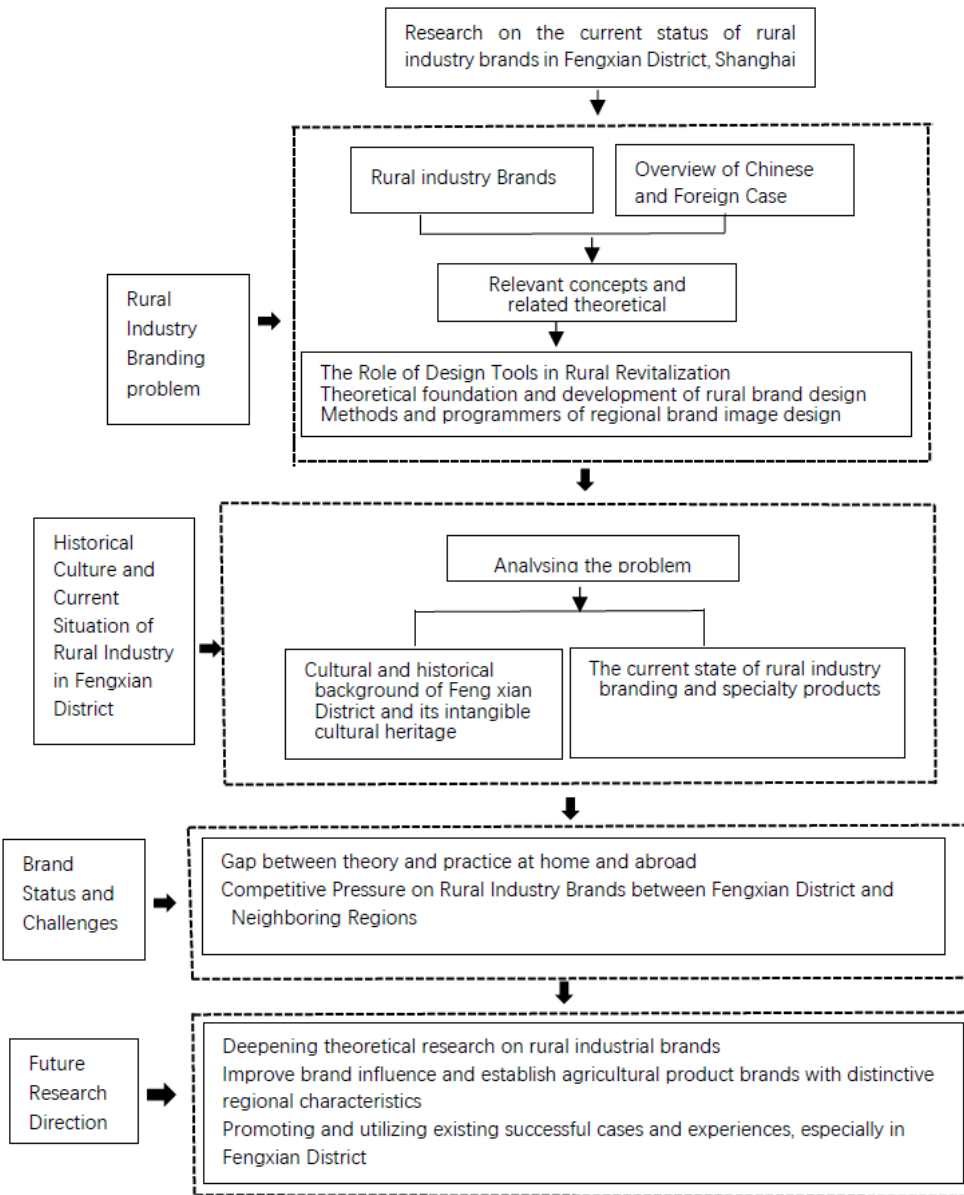 Research on the current status of rural
industry brands in Fengxian District, Shanghai
Rural industry Brands
Overview of Chinese
and Foreign Case
Relevant concepts and
related theoretical
Rural
Industry
Branding
problem
The Role of Design Tools in Rural Revitalization
Theoretical foundation and development of rural brand design
Methods and programmers of regional brand image design
Historical
Culture and
Current
Situation of
Rural Industry
in Fengxian
District
Analysing the problem
Cultural and historical
background of Feng xian
District and its intangible
cultural heritage
The current state of rural industry
branding and specialty products
Brand
Status and
Challenges
Gap between theory and practice at home and abroad
Competitive Pressure on Rural Industry Brands between Fengxian District and
Neighboring Regions
Future
Research
Direction
Deepening theoretical research on rural industrial brands
Improve brand influence and establish agricultural product brands with distinctive
regional characteristics
Promoting and utilizing existing successful cases and experiences, especially in
Fengxian District